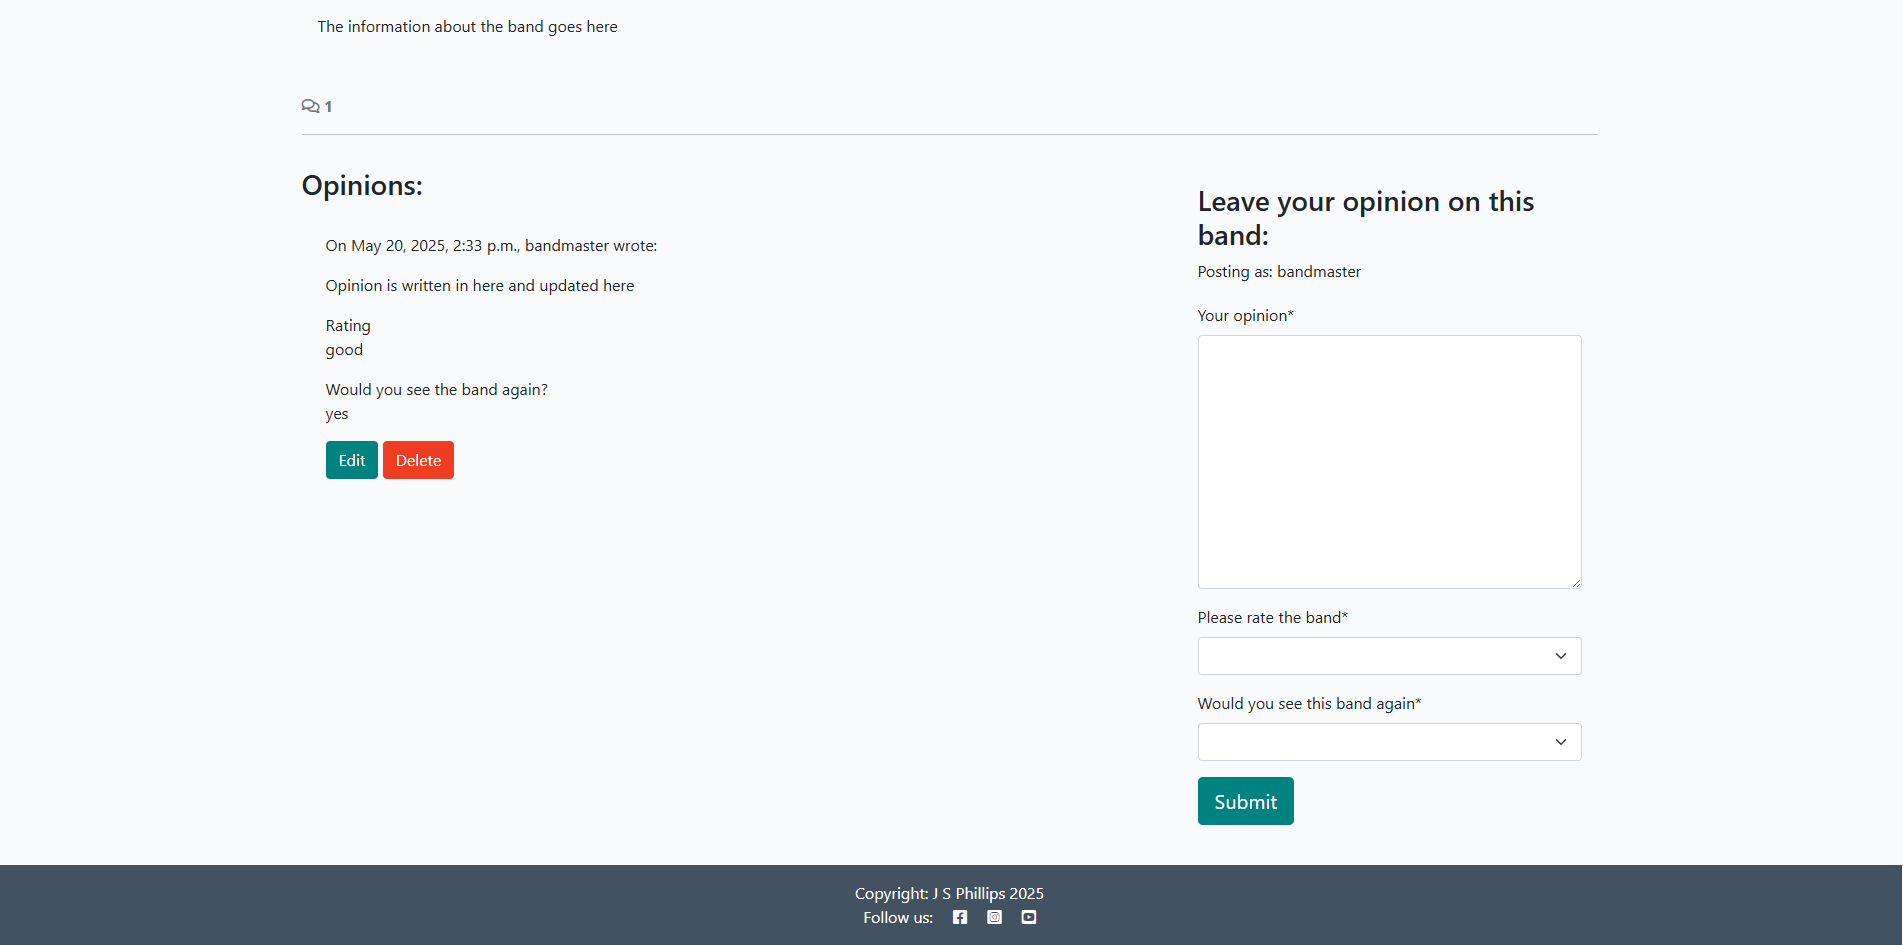 The information about the band goes here
1
Opinions:
On May 20, 2025, 2:33 p.m., bandmaster wrote:
Opinion is written in here and updated here
Rating
good
Would you see the band again?
yes
Edit Delete
Leave your opinion on this
band:
Posting as: bandmaster
Your opinion*
Please rate the band*
Would you see this band again*
Submit
Copyright: J S Phillips 2025
Follow us: